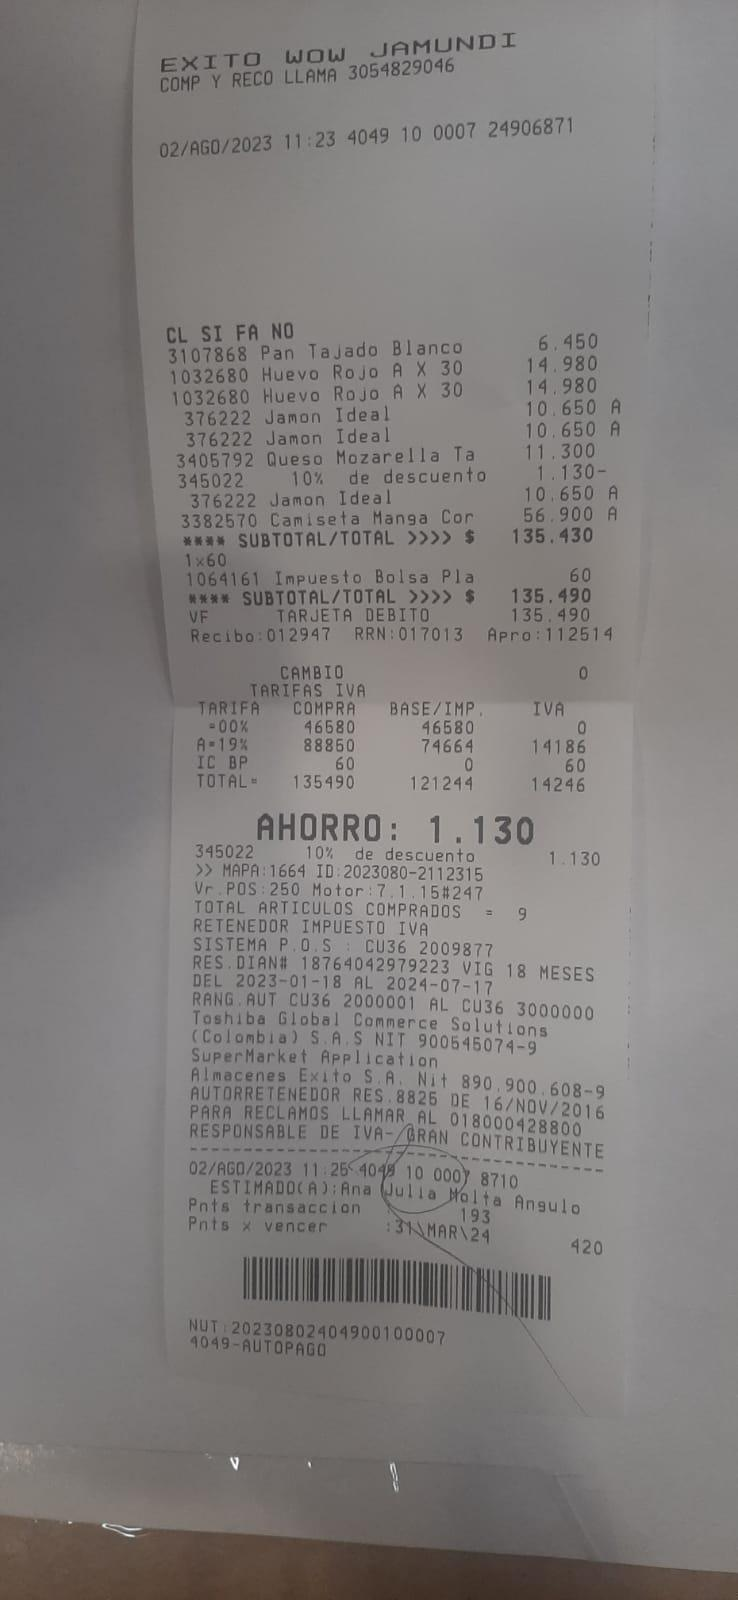 EXITO WOW JAMUNDI
COMP Y RECO LLAMA 3054829046
02/AGO/2023 11:23 4049 10 0007 24906871
CL SI FA NO
3107868 Pan Tajado Blanco 6.450
1032680 Huevo Rojo A X 30 14.980
1032680 Huevo Rojo A X 30 14.980
376222 Jamon Ideal 10.650 A
376222 Jamon Ideal 10.650 A
3405792 Queso Mozarella Ta 11.300
345022 10% de descuento 1.130-
376222 Jamon Ideal 10.650 A
3382570 Camiseta Manga Cor 56.900 A
**** SUBTOTAL/TOTAL >>>> $ 135.430
1x60
1064161 Impuesto Bolsa Pla 60
**** SUBTOTAL/TOTAL >>>> $ 135.490
VF TARJETA DEBITO 135.490
Recibo:012947 RRN:017013 Apro:112514
CAMBIO 0
TARIFAS IVA
TARIFA COMPRA BASE/IMP. IVA
=00% 46580 46580 0
A=19% 88850 74664 14186
IC BP 60 0 60
TOTAL= 135490 121244 14246
AHORRO: 1.130
345022 10% de descuento 1.130
>> MAPA:1664 ID:2023080-2112315
Vr.POS:250 Motor:7.1.15#247
TOTAL ARTICULOS COMPRADOS = 9
RETENEDOR IMPUESTO IVA
SISTEMA P.O.S : CU36 2009877
RES.DIAN# 18764042979223 VIG 18 MESES
DEL 2023-01-18 AL 2024-07-17
RANG.AUT CU36 2000001 AL CU36 3000000
Toshiba Global Commerce Solutions
(Colombia) S.A.S NIT 900545074-9
SuperMarket Application
Almacenes Exito S.A. Nit 890.900.608-9
AUTORRETENEDOR RES.8825 DE 16/NOV/2016
PARA RECLAMOS LLAMAR AL 018000428800
RESPONSABLE DE IVA- GRAN CONTRIBUYENTE
02/AGO/2023 11:25 4049 10 0007 8710
ESTIMADO(A):Ana Julia Molta Angulo
Pnts transaccion 193
Pnts x vencer :31\MAR\24 420
NUT:20230802404900100007
4049-AUTOPAGO